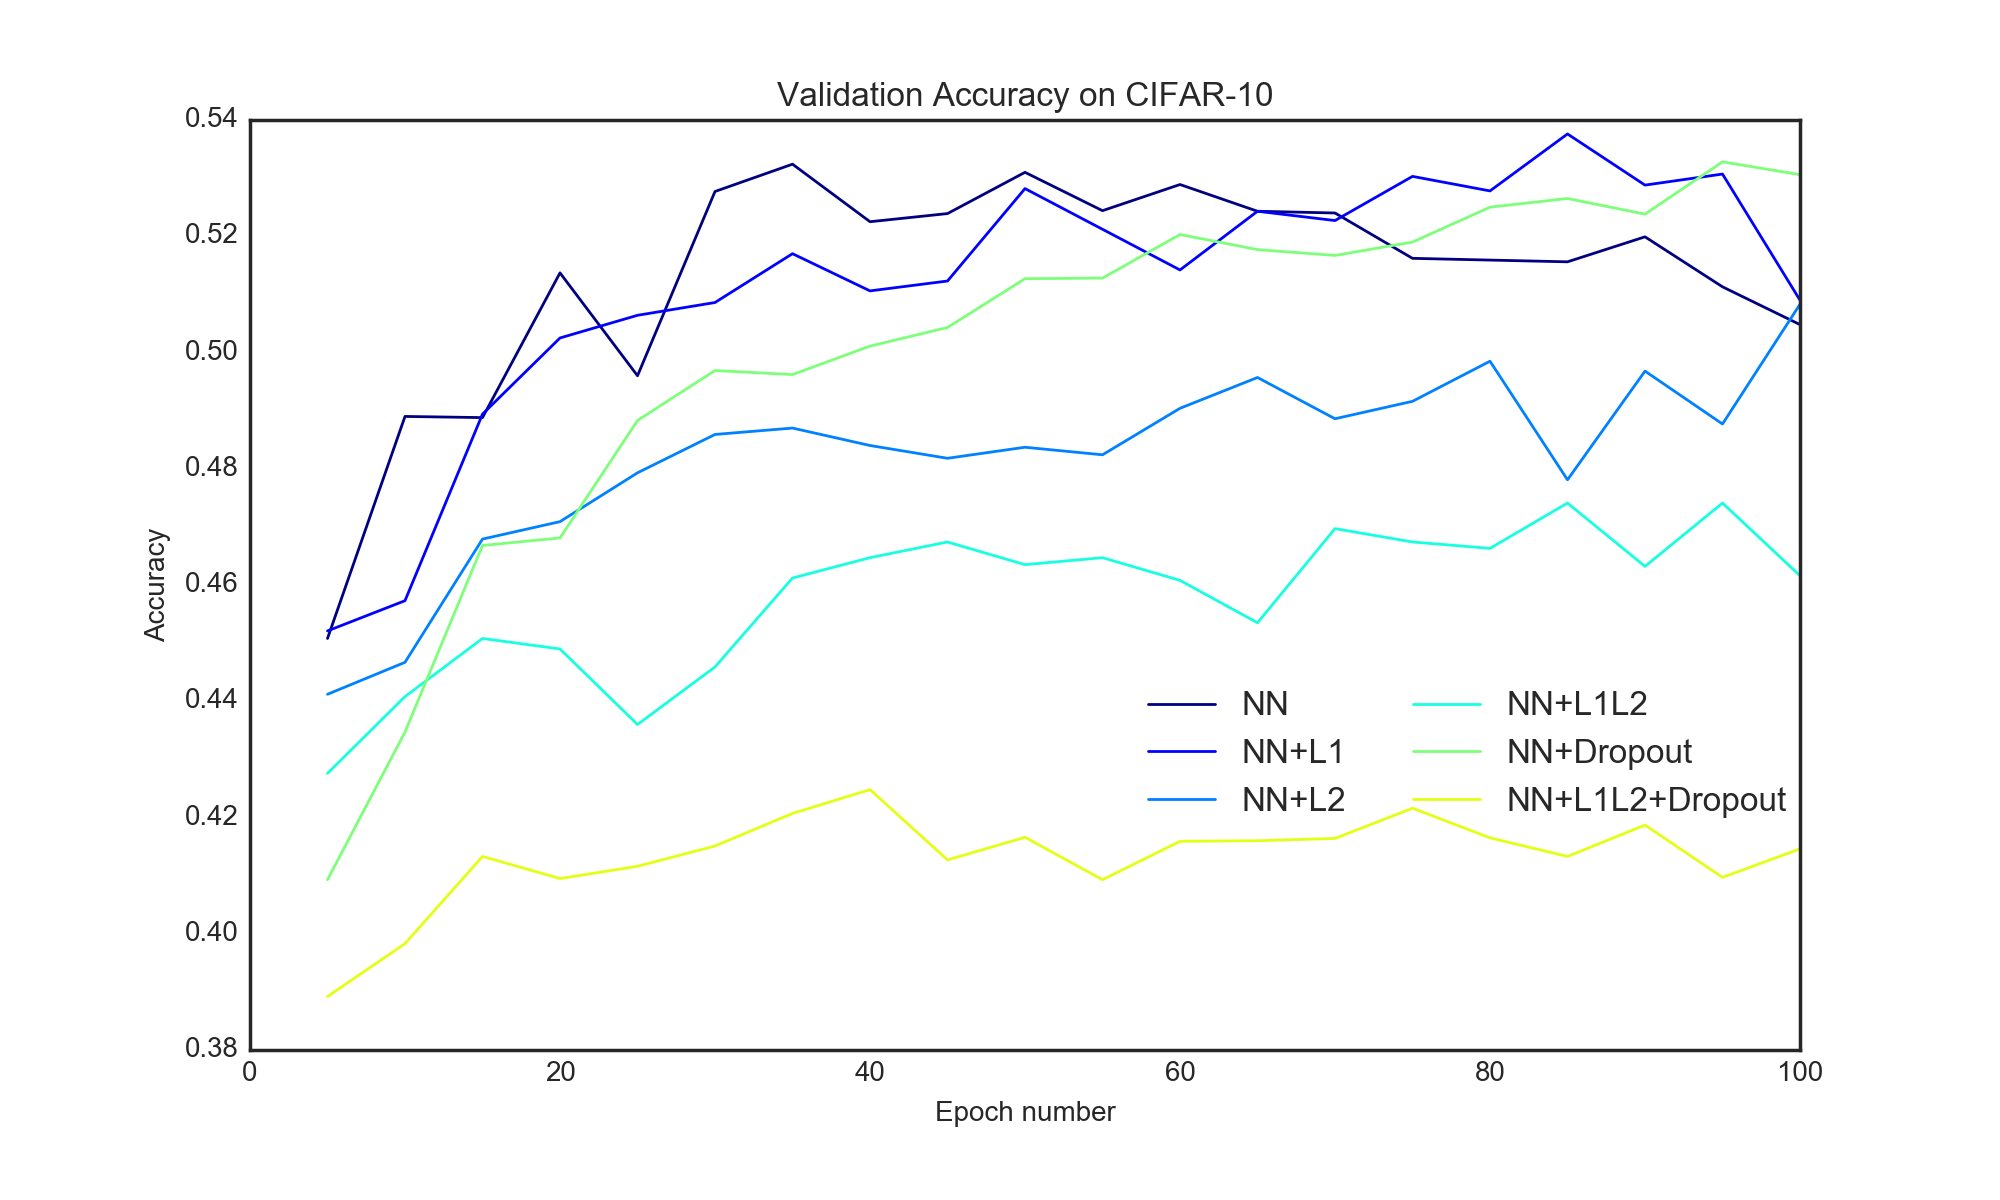 Validation Accuracy on CIFAR-10
0.54
0.52
0.50
0.48
0.46
0.44
0.42
0.40
0.38
Accuracy
NN
NN+L1
NN+L2
NN+L1L2
NN+Dropout
NN+L1L2+Dropout
0 20 40 60 80 100
Epoch number